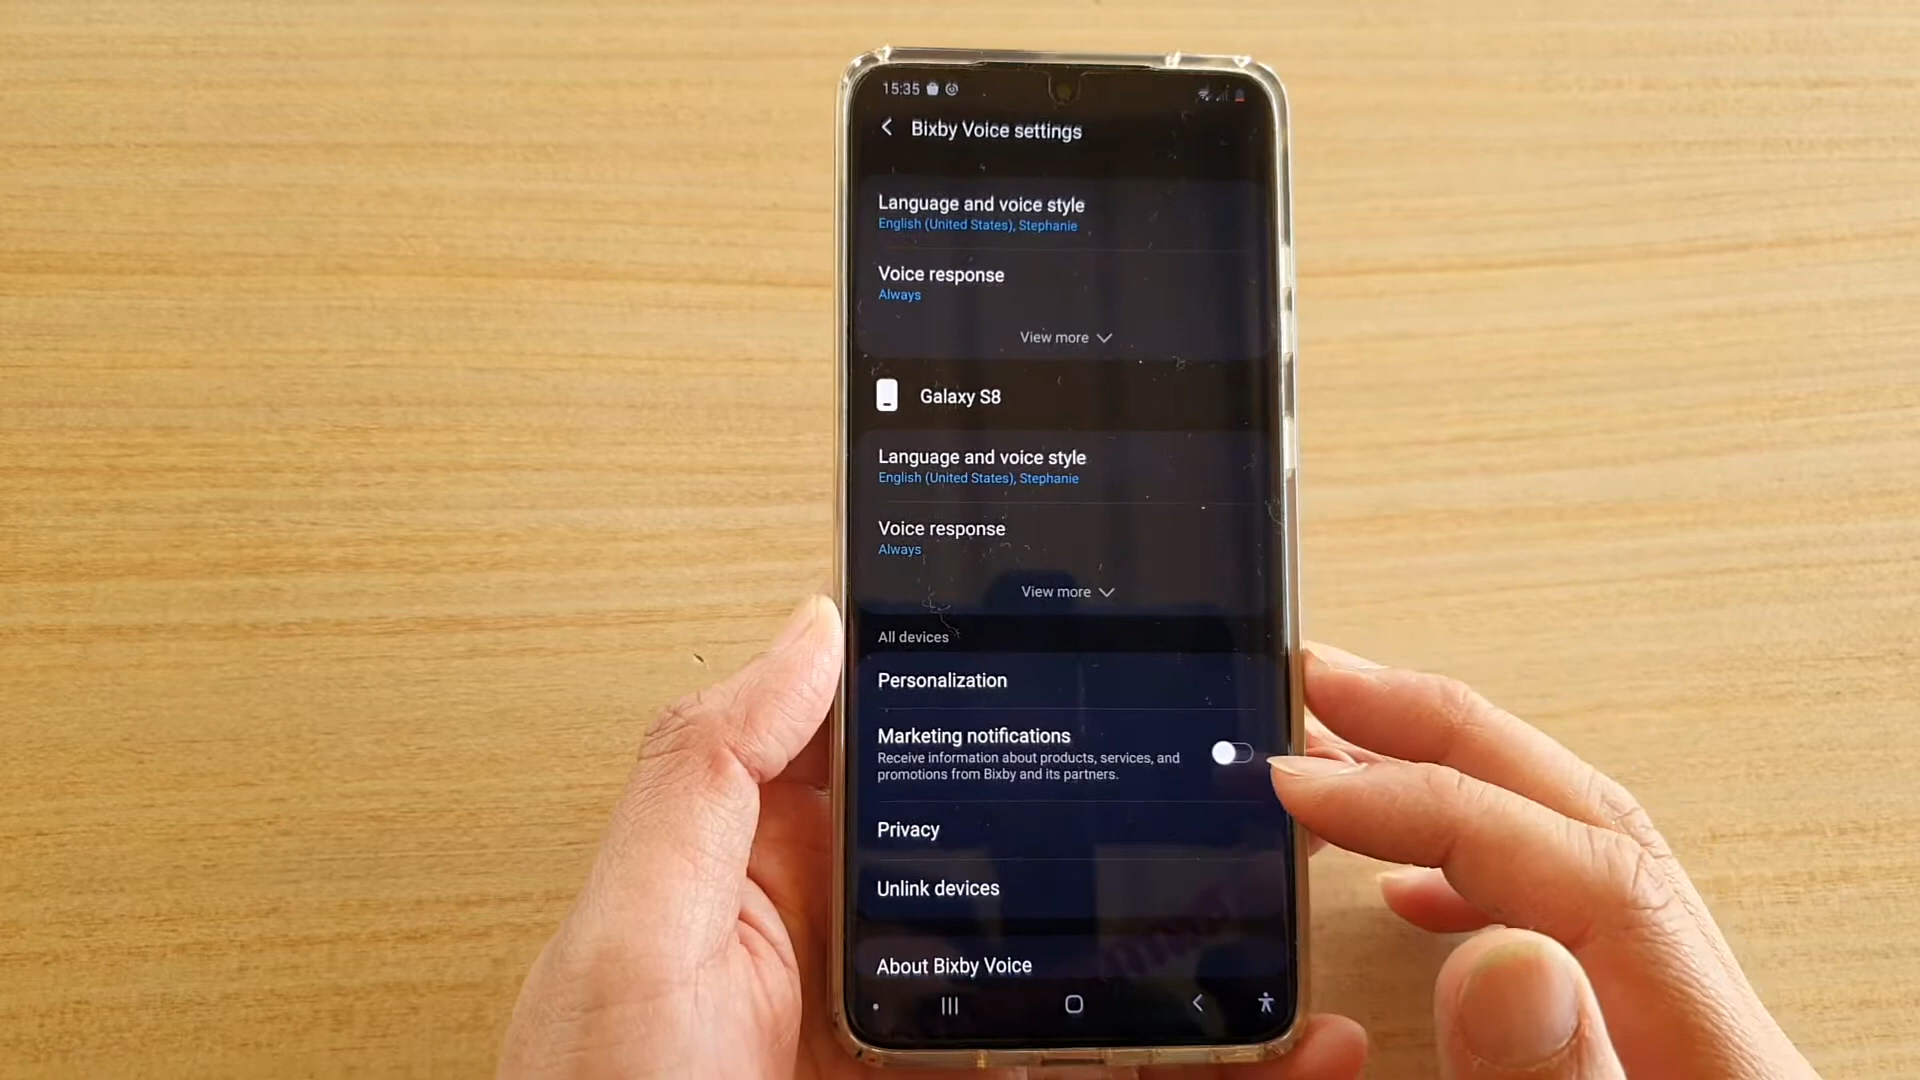 15:35
Bixby Voice settings
Language and voice style
English (United States), Stephanie
Voice response
Always
View more
Galaxy S8
Language and voice style
English (United States), Stephanie
Voice response
Always
View more
All devices
Personalization
Marketing notifications
Receive information about products, services, and
promotions from Bixby and its partners.
Privacy
Unlink devices
About Bixby Voice